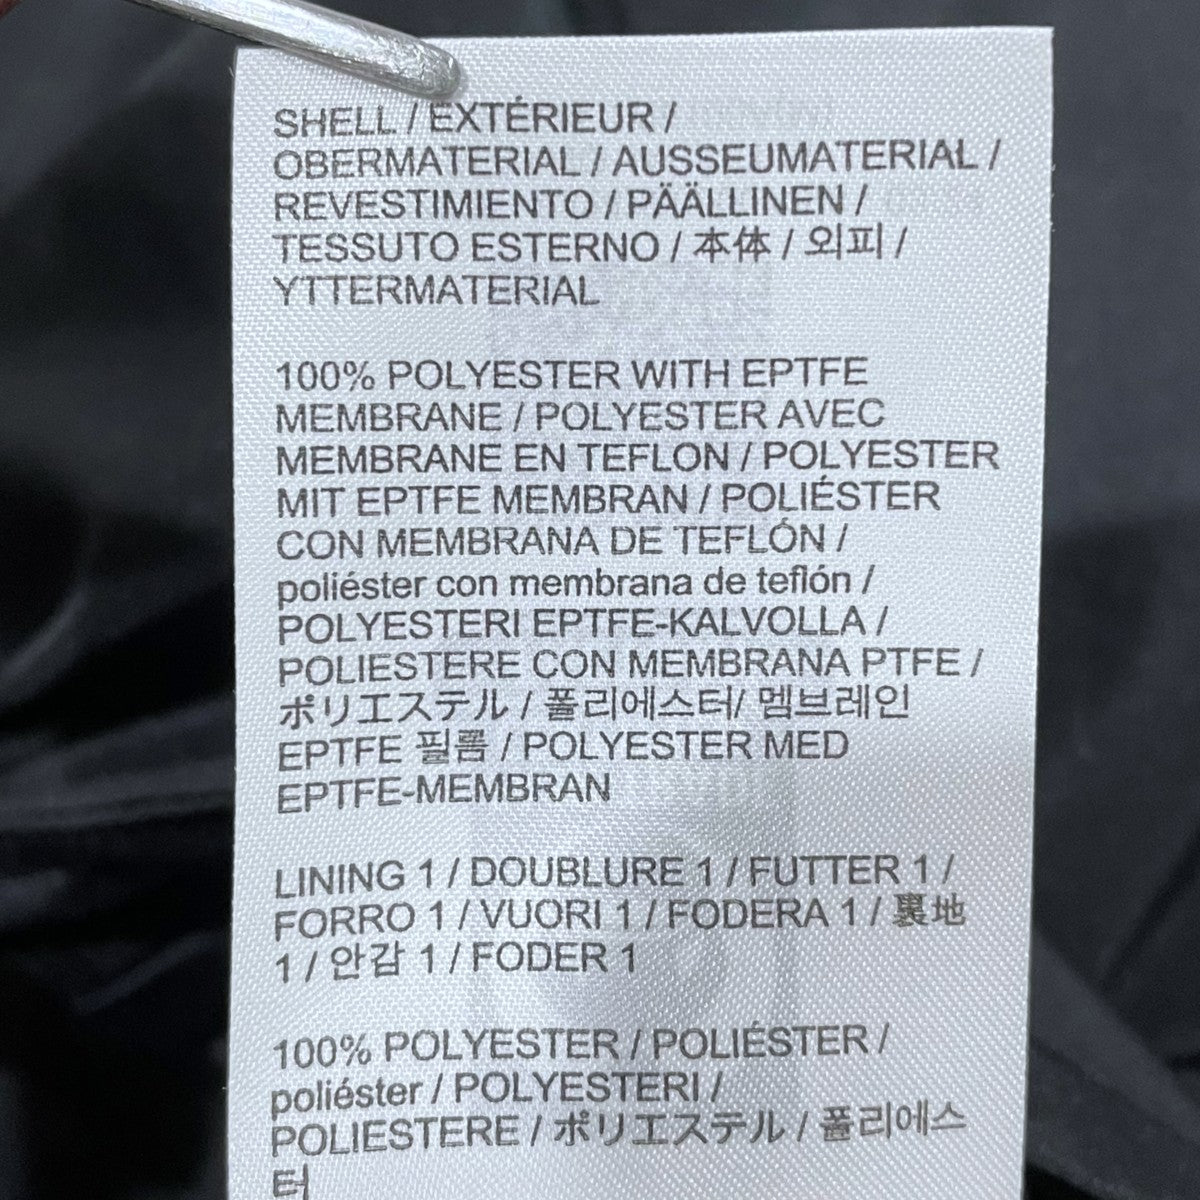 SHELL / EXTÉRIEUR /
OBERMATERIAL / AUSSEUMATERIAL /
REVESTIMIENTO / PÄÄLLINEN /
TESSUTO ESTERNO / 本体 / 외피 /
YTTERMATERIAL
100% POLYESTER WITH EPTFE
MEMBRANE / POLYESTER AVEC
MEMBRANE EN TEFLON / POLYESTER
MIT EPTFE MEMBRAN / POLIÉSTER
CON MEMBRANA DE TEFLÓN /
poliéster con membrana de teflón /
POLYESTERI EPTFE-KALVOLLA /
POLIESTERE CON MEMBRANA PTFE /
ポリエステル / 폴리에스터/ 멤브레인
EPTFE 필름 / POLYESTER MED
EPTFE-MEMBRAN
LINING 1 / DOUBLURE 1 / FUTTER 1 /
FORRO 1 / VUORI 1 / FODERA 1 / 裏地
1 / 안감 1 / FODER 1
100% POLYESTER / POLIÉSTER /
poliéster / POLYESTERI /
POLIESTERE / ポリエステル / 폴리에스
터